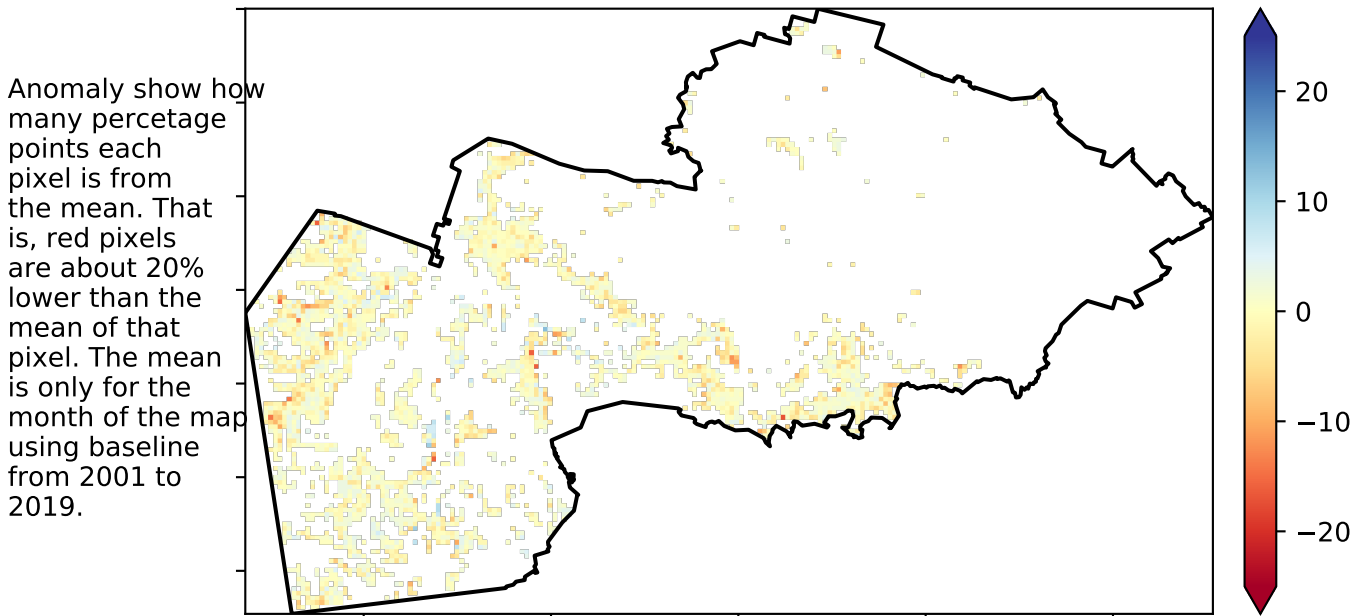 Anomaly show how
many percetage
points each
pixel is from
the mean. That
is, red pixels
are about 20%
lower than the
mean of that
pixel. The mean
is only for the
month of the map
using baseline
from 2001 to
2019.
20
10
0
−10
−20